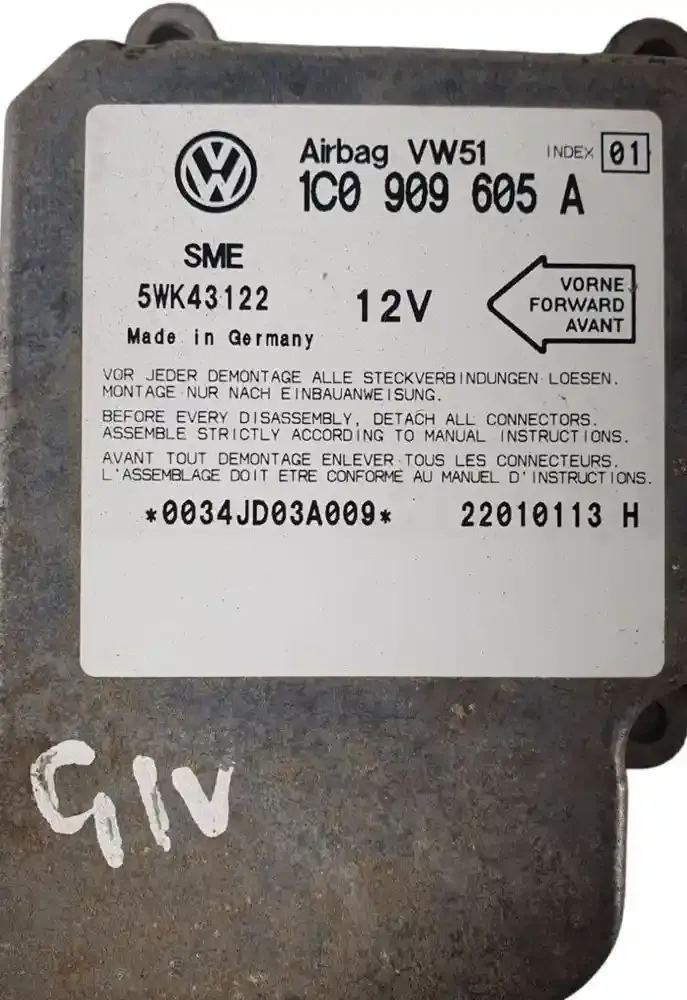 Airbag VW51 INDEX 01
1C0 909 605 A
SME
5WK43122
12V
Made in Germany
VORNE
FORWARD
AVANT
VOR JEDER DEMONTAGE ALLE STECKVERBINDUNGEN LOESEN.
MONTAGE NUR NACH EINBAUANWEISUNG.
BEFORE EVERY DISASSEMBLY, DETACH ALL CONNECTORS.
ASSEMBLE STRICTLY ACCORDING TO MANUAL INSTRUCTIONS.
AVANT TOUT DEMONTAGE ENLEVER TOUS LES CONNECTEURS.
L'ASSEMBLAGE DOIT ETRE CONFORME AU MANUEL D'INSTRUCTIONS.
*0034JD03A009* 22010113 H
GIV